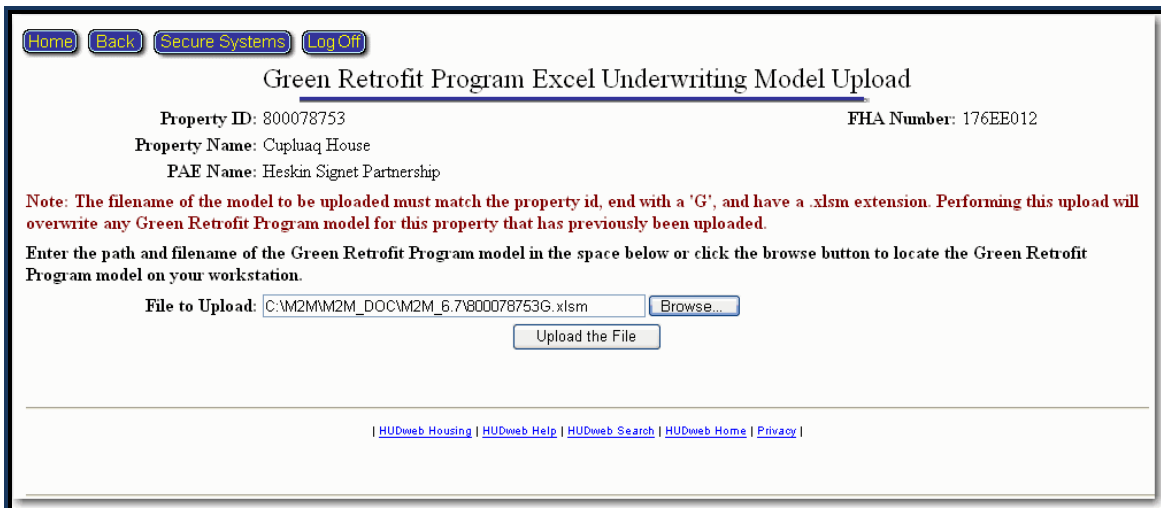 Home Back Secure Systems Log Off
Green Retrofit Program Excel Underwriting Model Upload
Property ID: 800078753 FHA Number: 176EE012
Property Name: Cupluaq House
PAE Name: Heskin Signet Partnership
Note: The filename of the model to be uploaded must match the property id, end with a 'G', and have a .xlsm extension. Performing this upload will
overwrite any Green Retrofit Program model for this property that has previously been uploaded.
Enter the path and filename of the Green Retrofit Program model in the space below or click the browse button to locate the Green Retrofit
Program model on your workstation.
File to Upload: C:\M2M\M2M_DOC\M2M_6.7\800078753G.xlsm Browse...
Upload the File
| HUDweb Housing | HUDweb Help | HUDweb Search | HUDweb Home | Privacy |